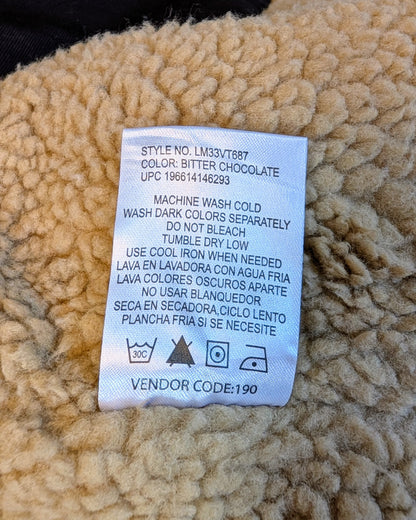 STYLE NO. LM33VT687
COLOR: BITTER CHOCOLATE
UPC 196614146293
MACHINE WASH COLD
WASH DARK COLORS SEPARATELY
DO NOT BLEACH
TUMBLE DRY LOW
USE COOL IRON WHEN NEEDED
LAVA EN LAVADORA CON AGUA FRIA
LAVA COLORES OSCUROS APARTE
NO USAR BLANQUEDOR
SECA EN SECADORA,CICLO LENTO
PLANCHA FRIA SI SE NECESITE
30C
VENDOR CODE:190